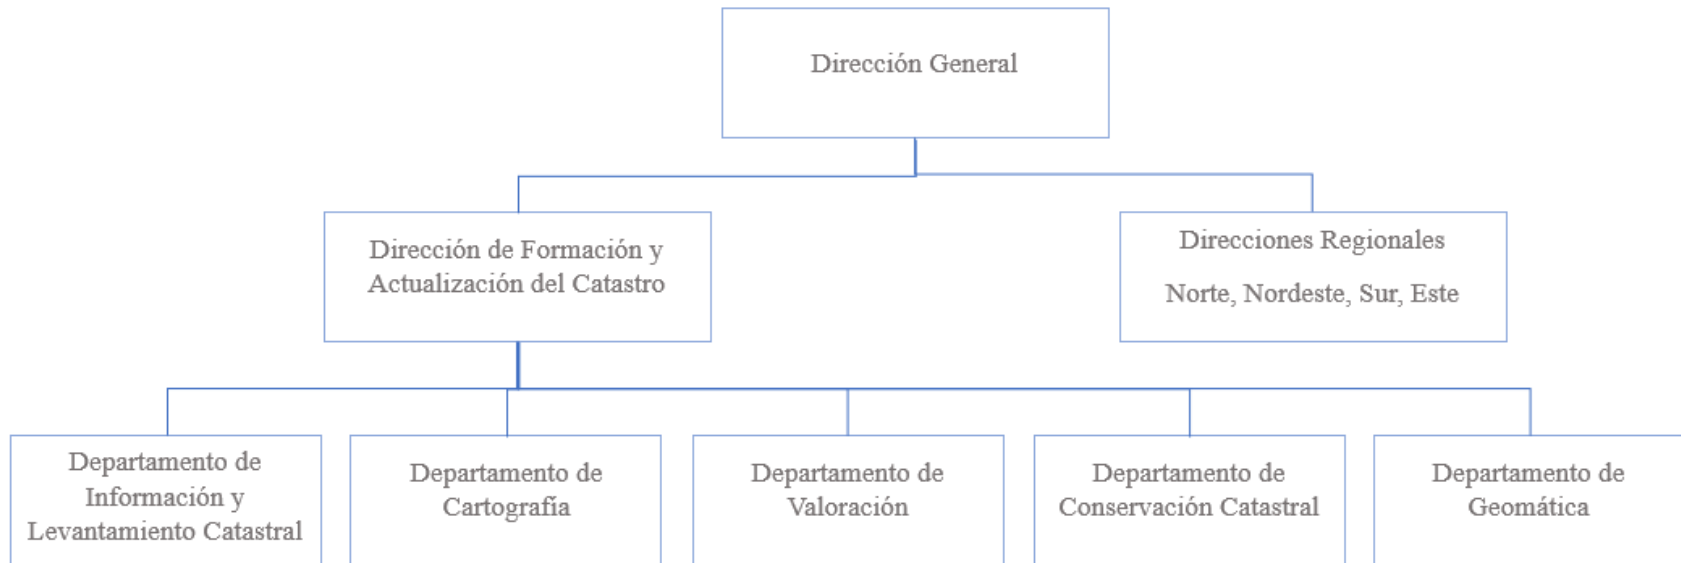 Dirección General
Dirección de Formación y
Actualización del Catastro
Direcciones Regionales
Norte, Nordeste, Sur, Este
Departamento de
Información y
Levantamiento Catastral
Departamento de
Cartografía
Departamento de
Valoración
Departamento de
Conservación Catastral
Departamento de
Geomática